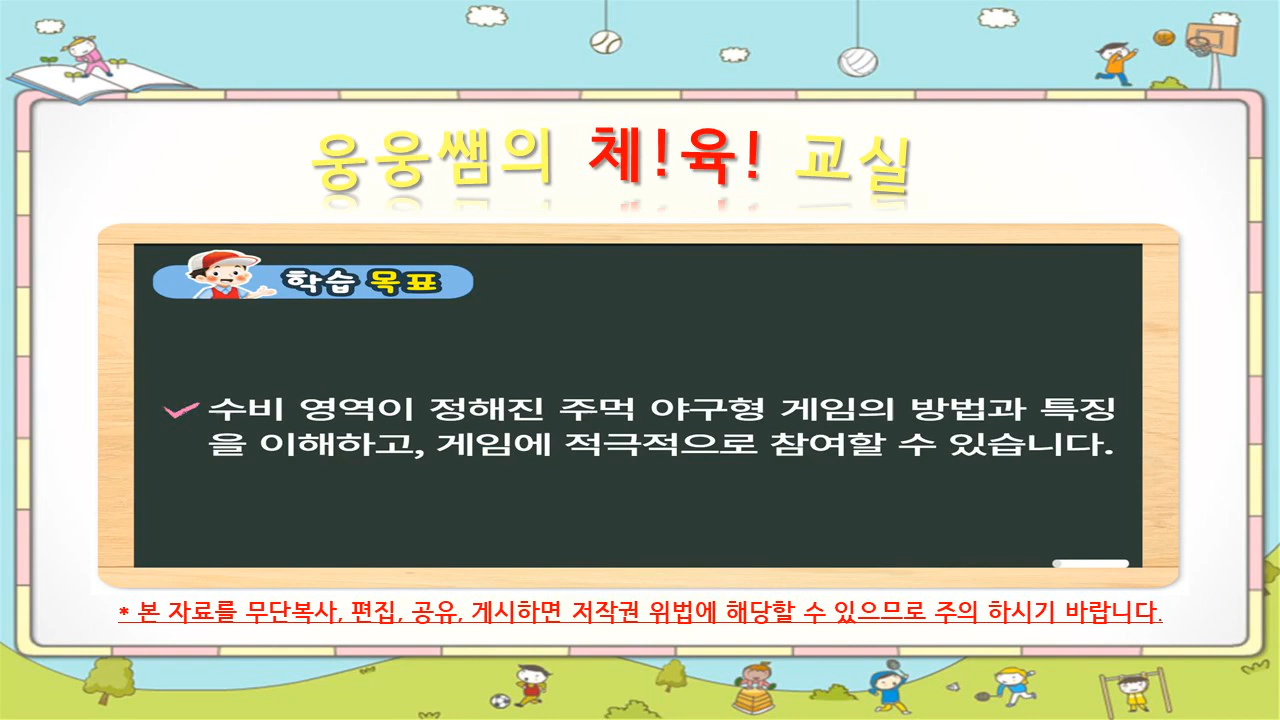 웅웅쌤의 체!육! 교실
학습 목표
수비 영역이 정해진 주먹 야구형 게임의 방법과 특징
을 이해하고, 게임에 적극적으로 참여할 수 있습니다.
* 본 자료를 무단복사, 편집, 공유, 게시하면 저작권 위법에 해당할 수 있으므로 주의 하시기 바랍니다.